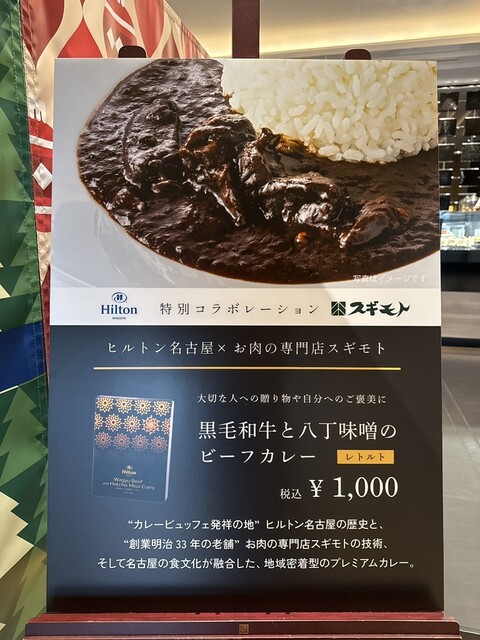 写真はイメージです
Hilton
NAGOYA
特別コラボレーション
スギモト
ヒルトン名古屋×お肉の専門店スギモト
大切な人への贈り物や自分へのご褒美に
黒毛和牛と八丁味噌の
ビーフカレー レトルト
税込 ¥1,000
Hilton
Wagyu Beef
and Hatcho Miso Curry
“カレービュッフェ発祥の地” ヒルトン名古屋の歴史と、
“創業明治33年の老舗” お肉の専門店スギモトの技術、
そして名古屋の食文化が融合した、地域密着型のプレミアムカレー。